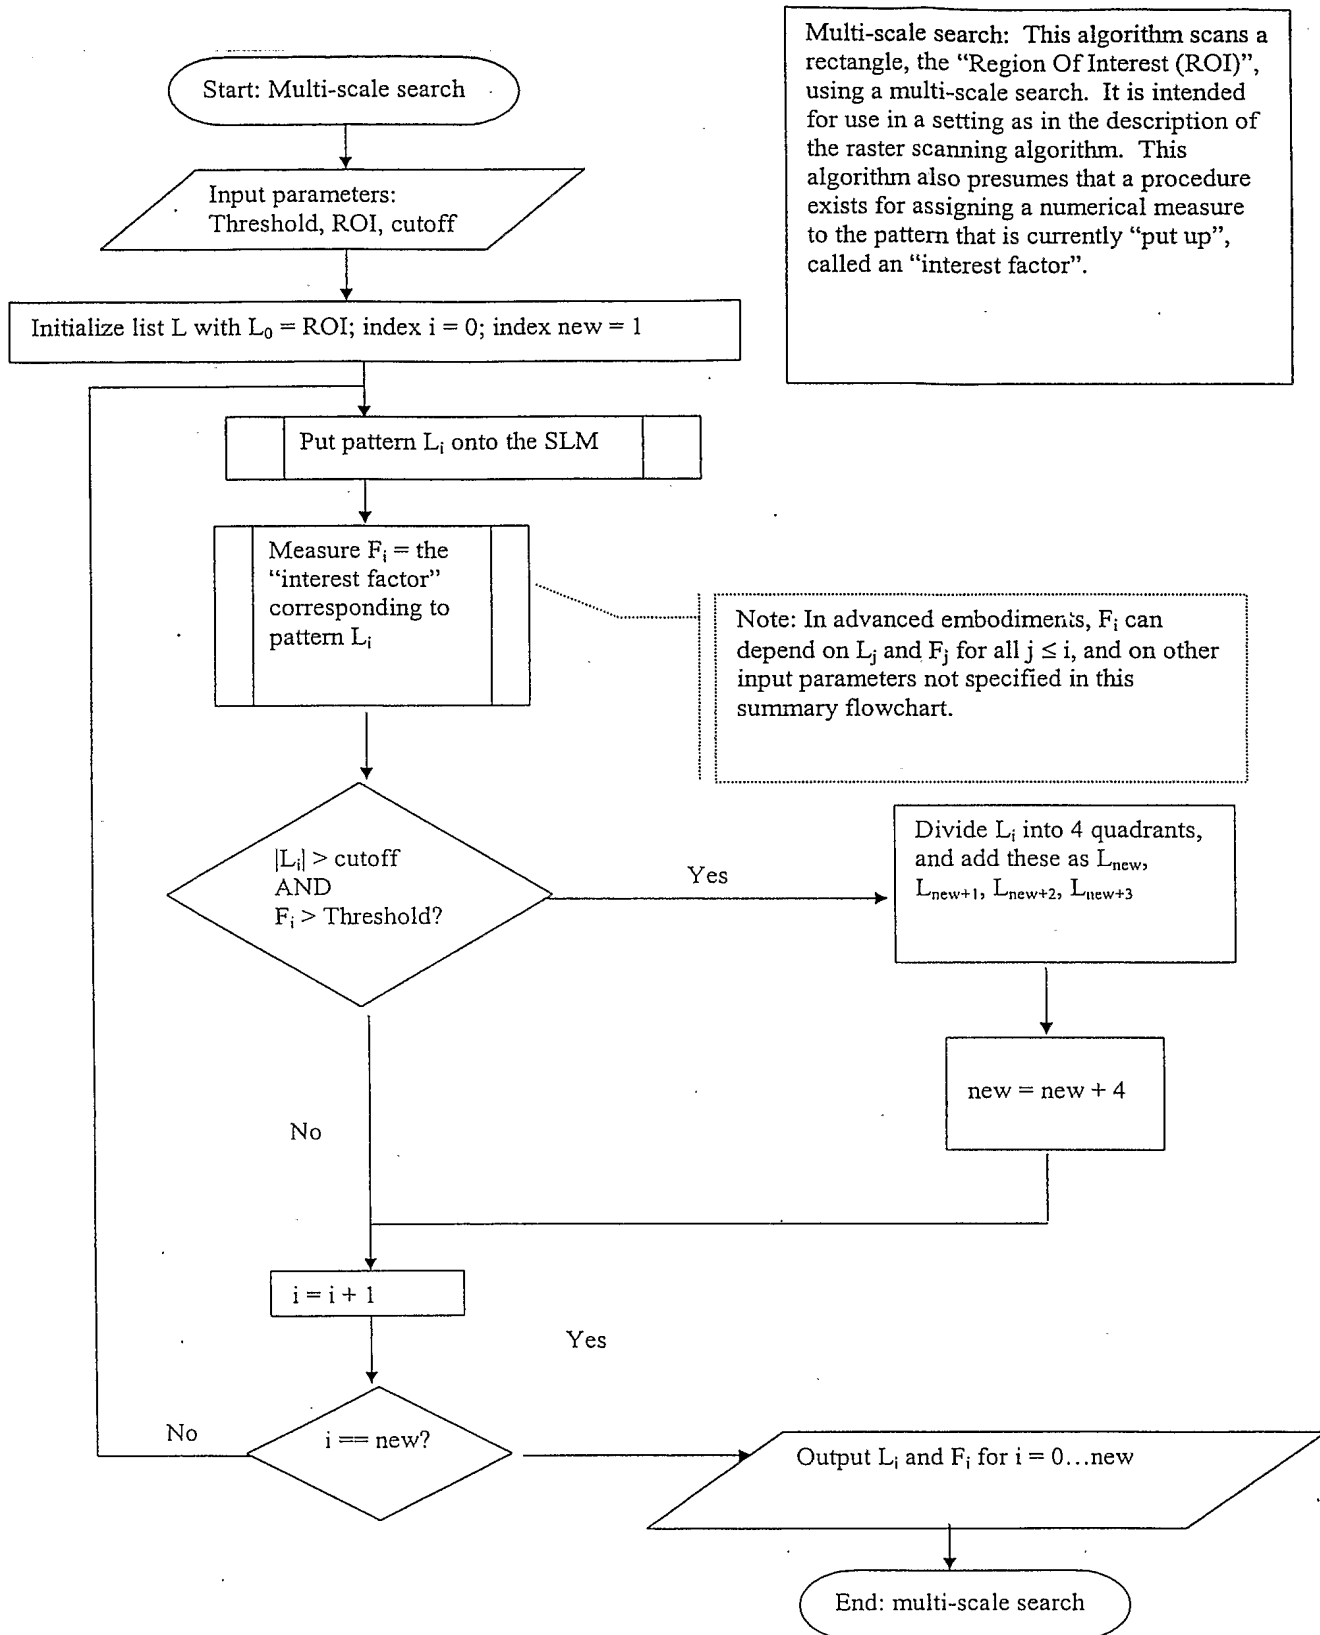 Multi-scale search: This algorithm scans a
rectangle, the “Region Of Interest (ROI)”,
using a multi-scale search. It is intended
for use in a setting as in the description of
the raster scanning algorithm. This
algorithm also presumes that a procedure
exists for assigning a numerical measure
to the pattern that is currently “put up”,
called an “interest factor”.
Start: Multi-scale search
Input parameters:
Threshold, ROI, cutoff
Initialize list L with L₀ = ROI; index i = 0; index new = 1
Put pattern Lᵢ onto the SLM
Measure Fᵢ = the
“interest factor”
corresponding to
pattern Lᵢ
Note: In advanced embodiments, Fᵢ can
depend on Lⱼ and Fⱼ for all j ≤ i, and on other
input parameters not specified in this
summary flowchart.
|Lᵢ| > cutoff
AND
Fᵢ > Threshold?
Yes
Divide Lᵢ into 4 quadrants,
and add these as Lnew,
Lnew+1, Lnew+2, Lnew+3
new = new + 4
No
i = i + 1
Yes
No
i == new?
Output Lᵢ and Fᵢ for i = 0...new
End: multi-scale search